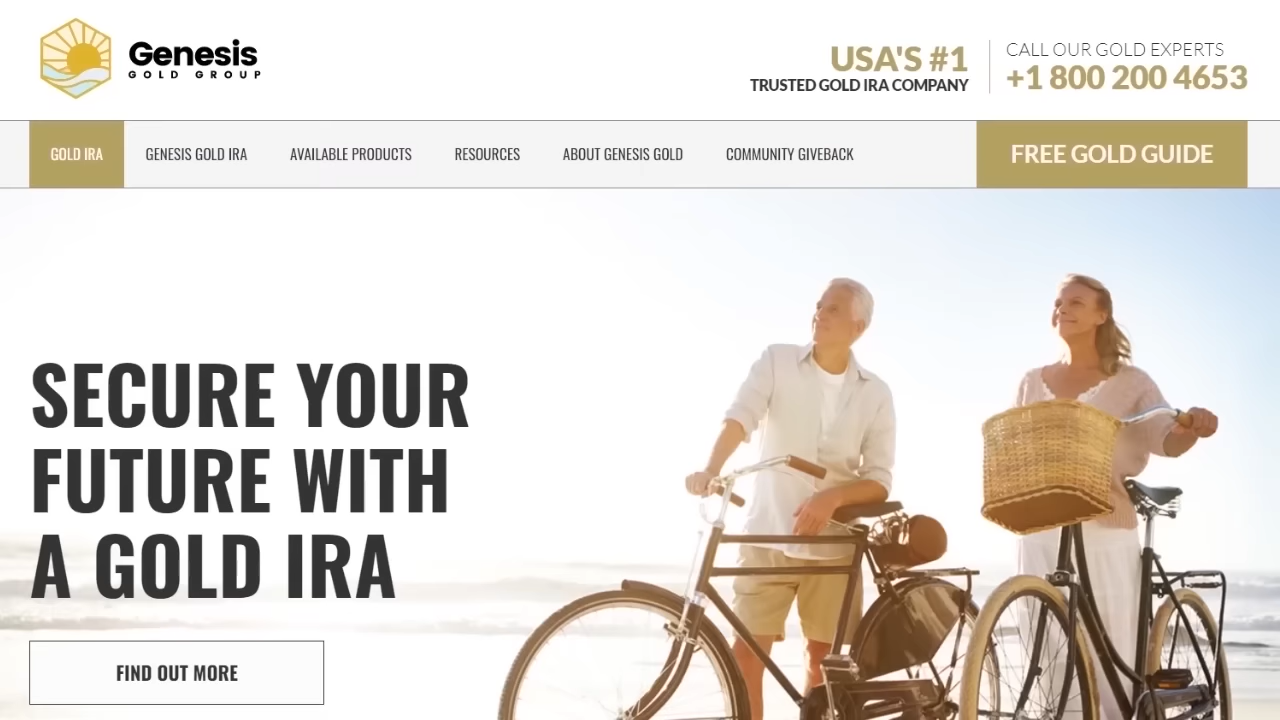 Genesis
GOLD GROUP
USA'S #1
TRUSTED GOLD IRA COMPANY
CALL OUR GOLD EXPERTS
+1 800 200 4653
GOLD IRA
GENESIS GOLD IRA
AVAILABLE PRODUCTS
RESOURCES
ABOUT GENESIS GOLD
COMMUNITY GIVEBACK
FREE GOLD GUIDE
SECURE YOUR
FUTURE WITH
A GOLD IRA
FIND OUT MORE